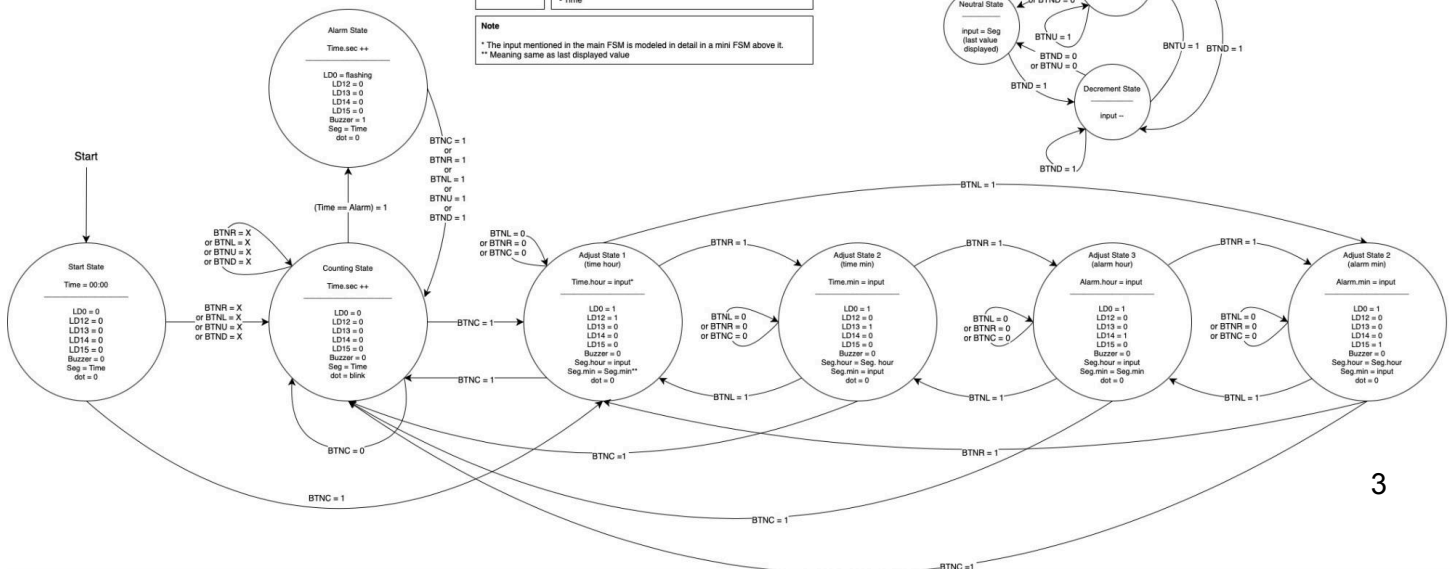 * Time
Note
* The input mentioned in the main FSM is modeled in detail in a mini FSM above it.
** Meaning same as last displayed value
Neutral State
input = Seg
(last value
displayed)
BTNU = 1
BNTU = 1
BTND = 1
BTND = 0
or BTNU = 0
BTND = 1
Decrement State
input --
BTND = 1
Alarm State
Time.sec ++
LD0 = flashing
LD12 = 0
LD13 = 0
LD14 = 0
LD15 = 0
Buzzer = 1
Seg = Time
dot = 0
BTNC = 1
or
BTNR = 1
or
BTNL = 1
or
BTNU = 1
or
BTND = 1
(Time == Alarm) = 1
Start
Start State
Time = 00:00
LD0 = 0
LD12 = 0
LD13 = 0
LD14 = 0
LD15 = 0
Buzzer = 0
Seg = Time
dot = 0
BTNR = X
or BTNL = X
or BTNU = X
or BTND = X
BTNR = X
or BTNL = X
or BTNU = X
or BTND = X
Counting State
Time.sec ++
LD0 = 0
LD12 = 0
LD13 = 0
LD14 = 0
LD15 = 0
Buzzer = 0
Seg = Time
dot = blink
BTNC = 1
BTNC = 1
BTNC = 0
BTNC = 1
BTNL = 0
or BTNR = 0
or BTNC = 0
Adjust State 1
(time hour)
Time.hour = input*
LD0 = 1
LD12 = 1
LD13 = 0
LD14 = 0
LD15 = 0
Buzzer = 0
Seg.hour = input
Seg.min = Seg.min**
dot = 0
BTNL = 1
BTNR = 1
BTNL = 0
or BTNR = 0
or BTNC = 0
BTNL = 1
Adjust State 2
(time min)
Time.min = input
LD0 = 1
LD12 = 0
LD13 = 1
LD14 = 0
LD15 = 0
Buzzer = 0
Seg.hour = Seg. hour
Seg.min = input
dot = 0
BTNR = 1
BTNL = 0
or BTNR = 0
or BTNC = 0
BTNL = 1
Adjust State 3
(alarm hour)
Alarm.hour = input
LD0 = 1
LD12 = 0
LD13 = 0
LD14 = 1
LD15 = 0
Buzzer = 0
Seg.hour = input
Seg.min = Seg.min
dot = 0
BTNR = 1
BTNL = 0
or BTNR = 0
or BTNC = 0
BTNL = 1
Adjust State 2
(alarm min)
Alarm.min = input
LD0 = 1
LD12 = 0
LD13 = 0
LD14 = 0
LD15 = 1
Buzzer = 0
Seg.hour = Seg.hour
Seg.min = input
dot = 0
BTNR = 1
BTNC =1
BTNC = 1
BTNC =1
3